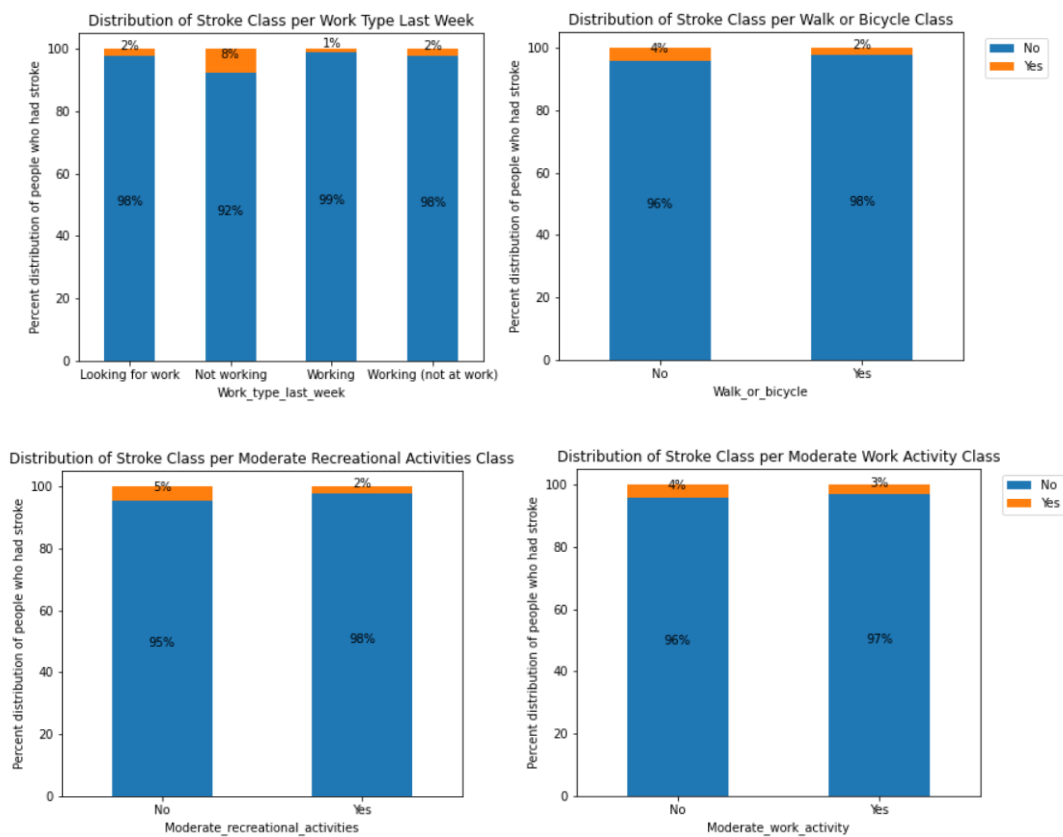 Distribution of Stroke Class per Work Type Last Week
Percent distribution of people who had stroke
100
80
60
40
20
0
2%
8%
1%
2%
98%
92%
99%
98%
Looking for work
Not working
Working
Working (not at work)
Work_type_last_week
Distribution of Stroke Class per Walk or Bicycle Class
Percent distribution of people who had stroke
100
80
60
40
20
0
4%
2%
96%
98%
No
Yes
Walk_or_bicycle
No
Yes
Distribution of Stroke Class per Moderate Recreational Activities Class
Percent distribution of people who had stroke
100
80
60
40
20
0
5%
2%
95%
98%
No
Yes
Moderate_recreational_activities
Distribution of Stroke Class per Moderate Work Activity Class
Percent distribution of people who had stroke
100
80
60
40
20
0
4%
3%
96%
97%
No
Yes
Moderate_work_activity
No
Yes